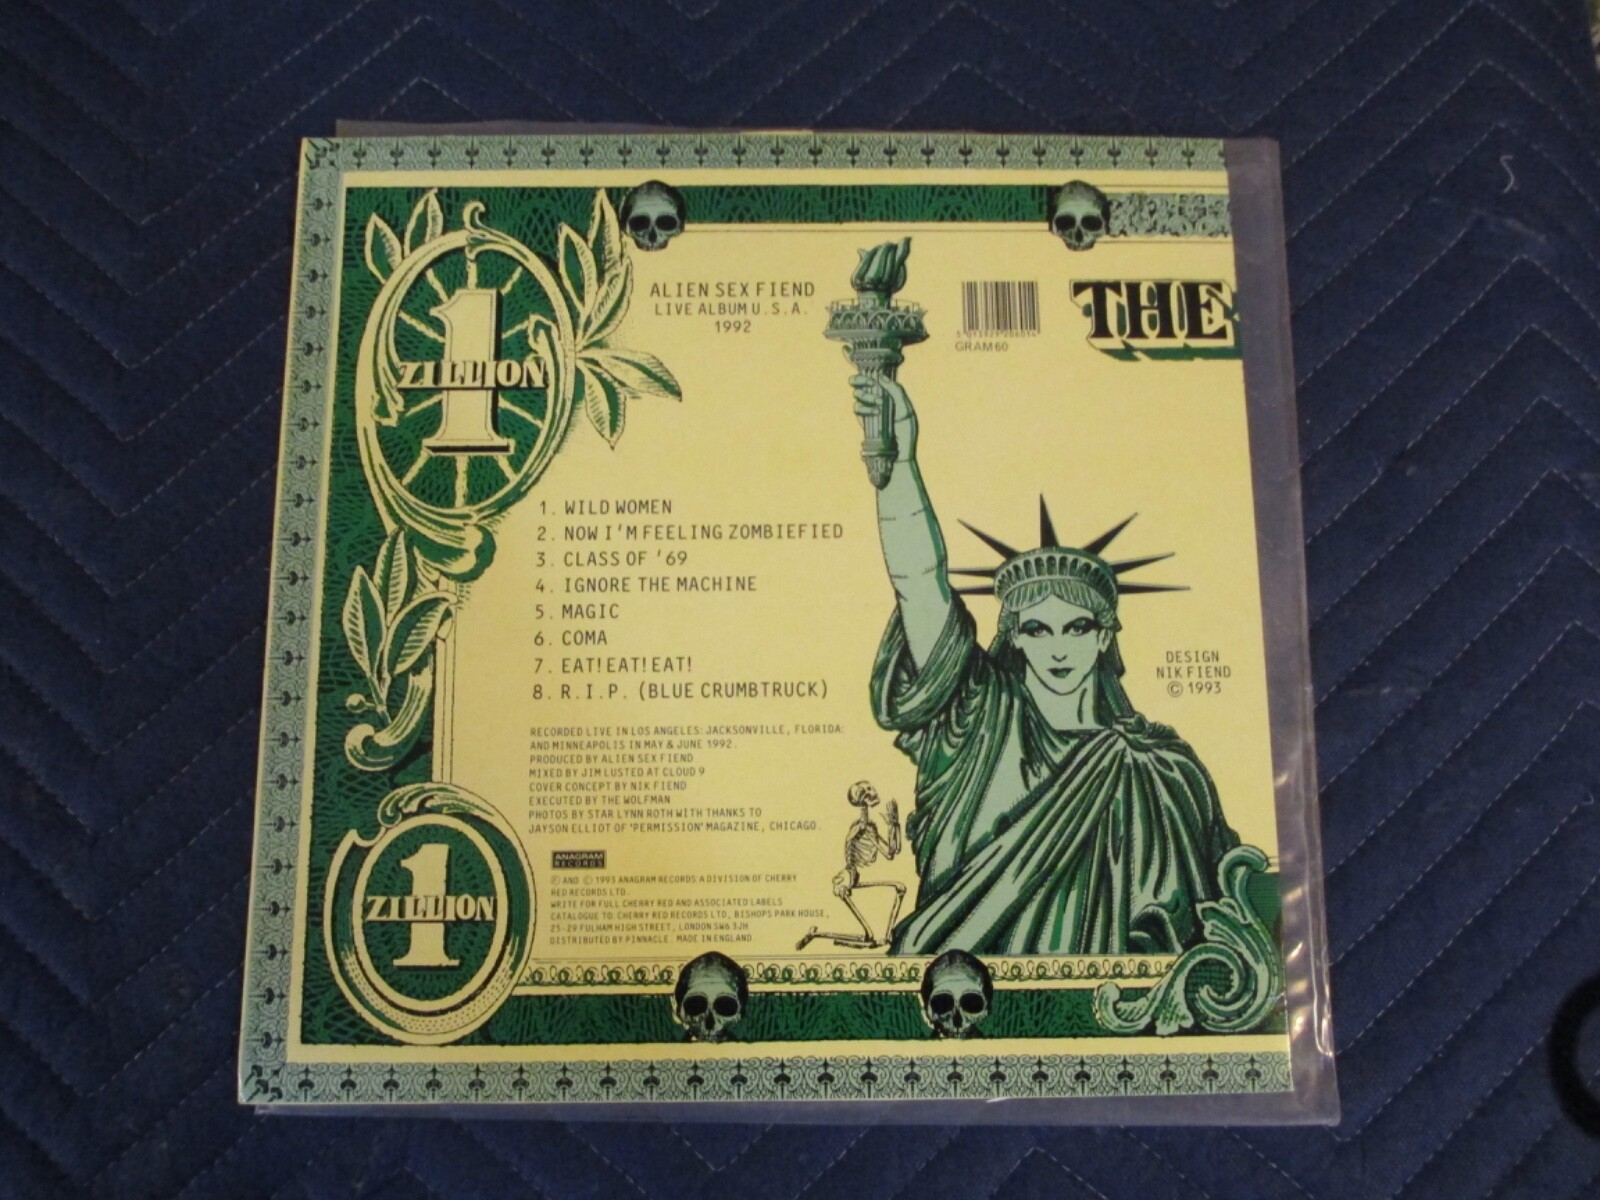 1
ZILLION
ALIEN SEX FIEND
LIVE ALBUM U.S.A.
1992
GRAM 60
THE
1. WILD WOMEN
2. NOW I'M FEELING ZOMBIEFIED
3. CLASS OF '69
4. IGNORE THE MACHINE
5. MAGIC
6. COMA
7. EAT! EAT! EAT!
8. R.I.P. (BLUE CRUMBTRUCK)
DESIGN
NIK FIEND
© 1993
RECORDED LIVE IN LOS ANGELES: JACKSONVILLE, FLORIDA:
AND MINNEAPOLIS IN MAY & JUNE 1992.
PRODUCED BY ALIEN SEX FIEND
MIXED BY JIM LUSTED AT CLOUD 9
COVER CONCEPT BY NIK FIEND
EXECUTED BY THE WOLFMAN
PHOTOS BY STAR LYNN ROTH WITH THANKS TO
JAYSON ELLIOT OF 'PERMISSION' MAGAZINE, CHICAGO.
ANAGRAM
RECORDS
℗ AND © 1993 ANAGRAM RECORDS: A DIVISION OF CHERRY
RED RECORDS LTD.
WRITE FOR FULL CHERRY RED AND ASSOCIATED LABELS
CATALOGUE TO: CHERRY RED RECORDS LTD, BISHOPS PARK HOUSE,
25-29 FULHAM HIGH STREET, LONDON SW6 3JH
DISTRIBUTED BY PINNACLE. MADE IN ENGLAND
1
ZILLION